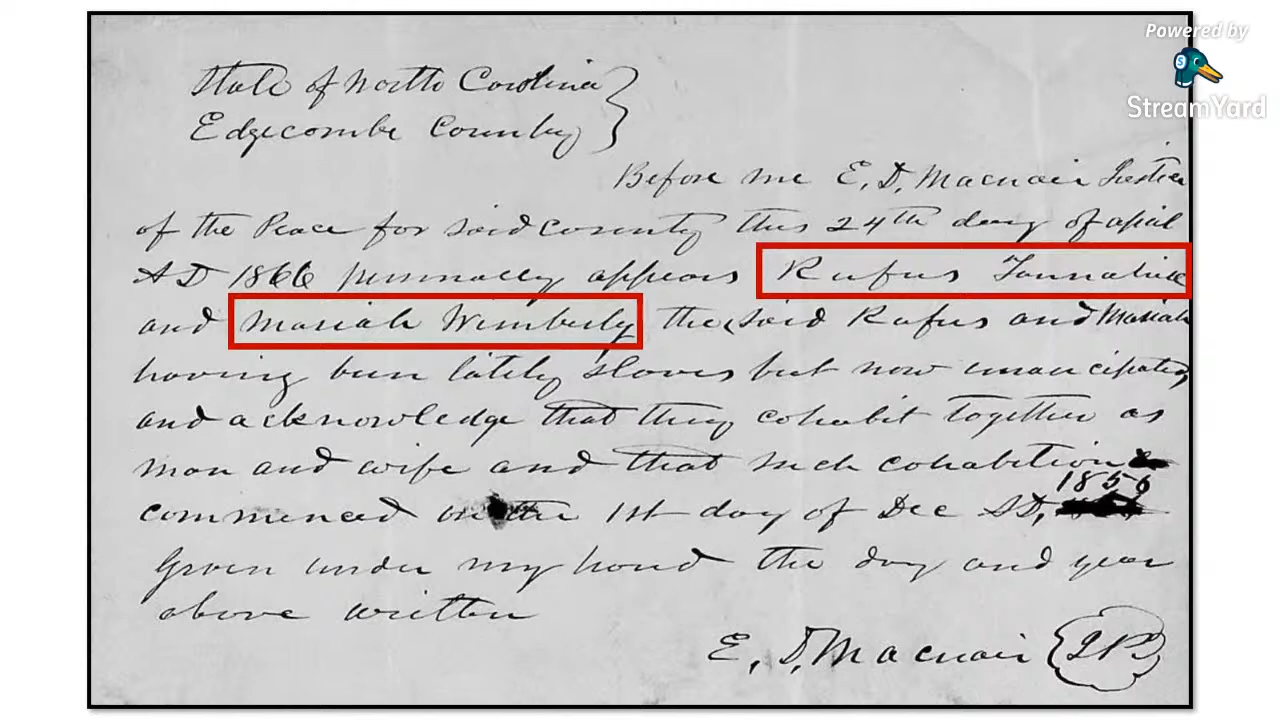 Powered by
StreamYard
State of North Carolina
Edgecombe County
Before me E, D, Macnair Justice
of the Peace for said county this 24th day of april
AD 1866 personally appears Rufus
and Mariah Wimberly the said Rufus and Mariah
having been lately slaves but now emancipated
and acknowledge that they cohabit together as
man and wife and that such cohabitation
commenced on the 1st day of Dec AD, 1856
Given under my hand the day and year
above written
E, D, Macnair JP